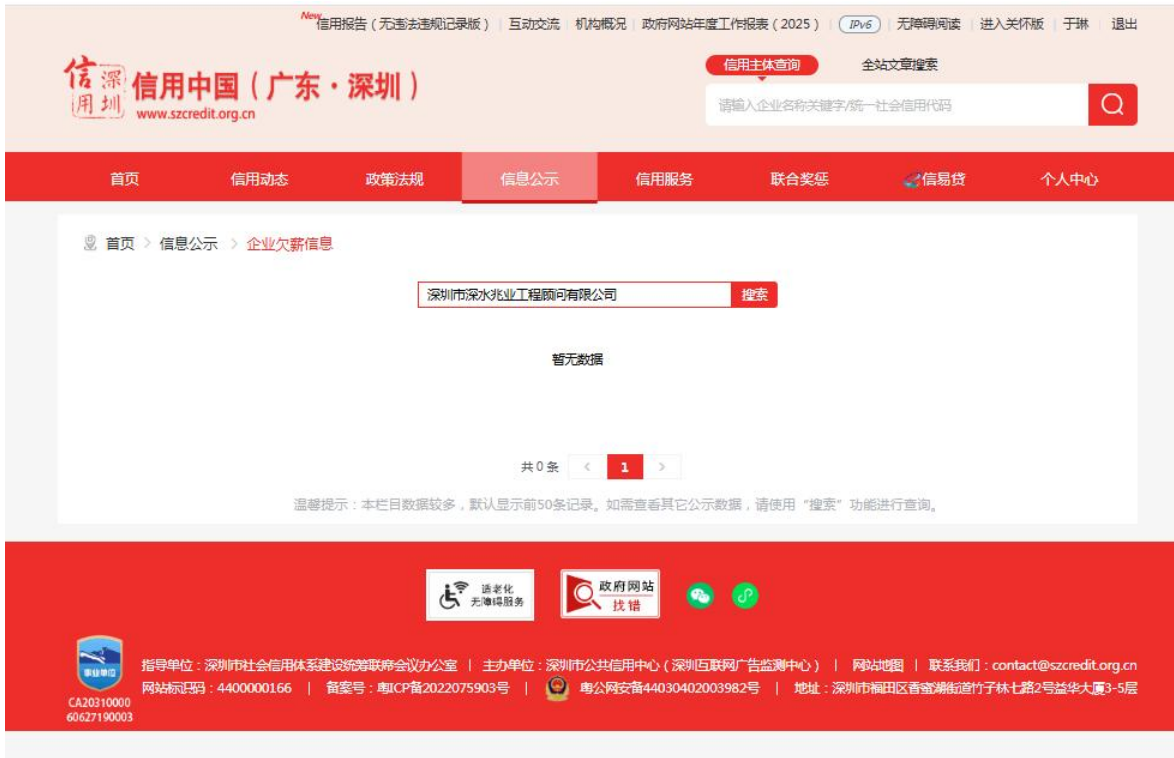 New
信用报告（无违法违规记录版） 互动交流 机构概况 政府网站年度工作报表（2025） IPv6 无障碍阅读 进入关怀版 于琳 退出
信用 深圳 信用中国（广东·深圳）
www.szcredit.org.cn
信用主体查询 全站文章搜索
请输入企业名称关键字/统一社会信用代码
首页 信用动态 政策法规 信息公示 信用服务 联合奖惩 信易贷 个人中心
首页 > 信息公示 > 企业欠薪信息
深圳市深水兆业工程顾问有限公司 搜索
暂无数据
共 0 条 < 1 >
温馨提示：本栏目数据较多，默认显示前50条记录。如需查看其它公示数据，请使用“搜索”功能进行查询。
适老化
无障碍服务
政府网站
找错
事业单位
CA20310000
60627190003
指导单位：深圳市社会信用体系建设统筹联席会议办公室 | 主办单位：深圳市公共信用中心（深圳互联网广告监测中心） | 网站地图 | 联系我们：contact@szcredit.org.cn
网站标识码：4400000166 | 备案号：粤ICP备2022075903号 | 粤公网安备44030402003982号 | 地址：深圳市福田区香蜜湖街道竹子林七路2号益华大厦3-5层